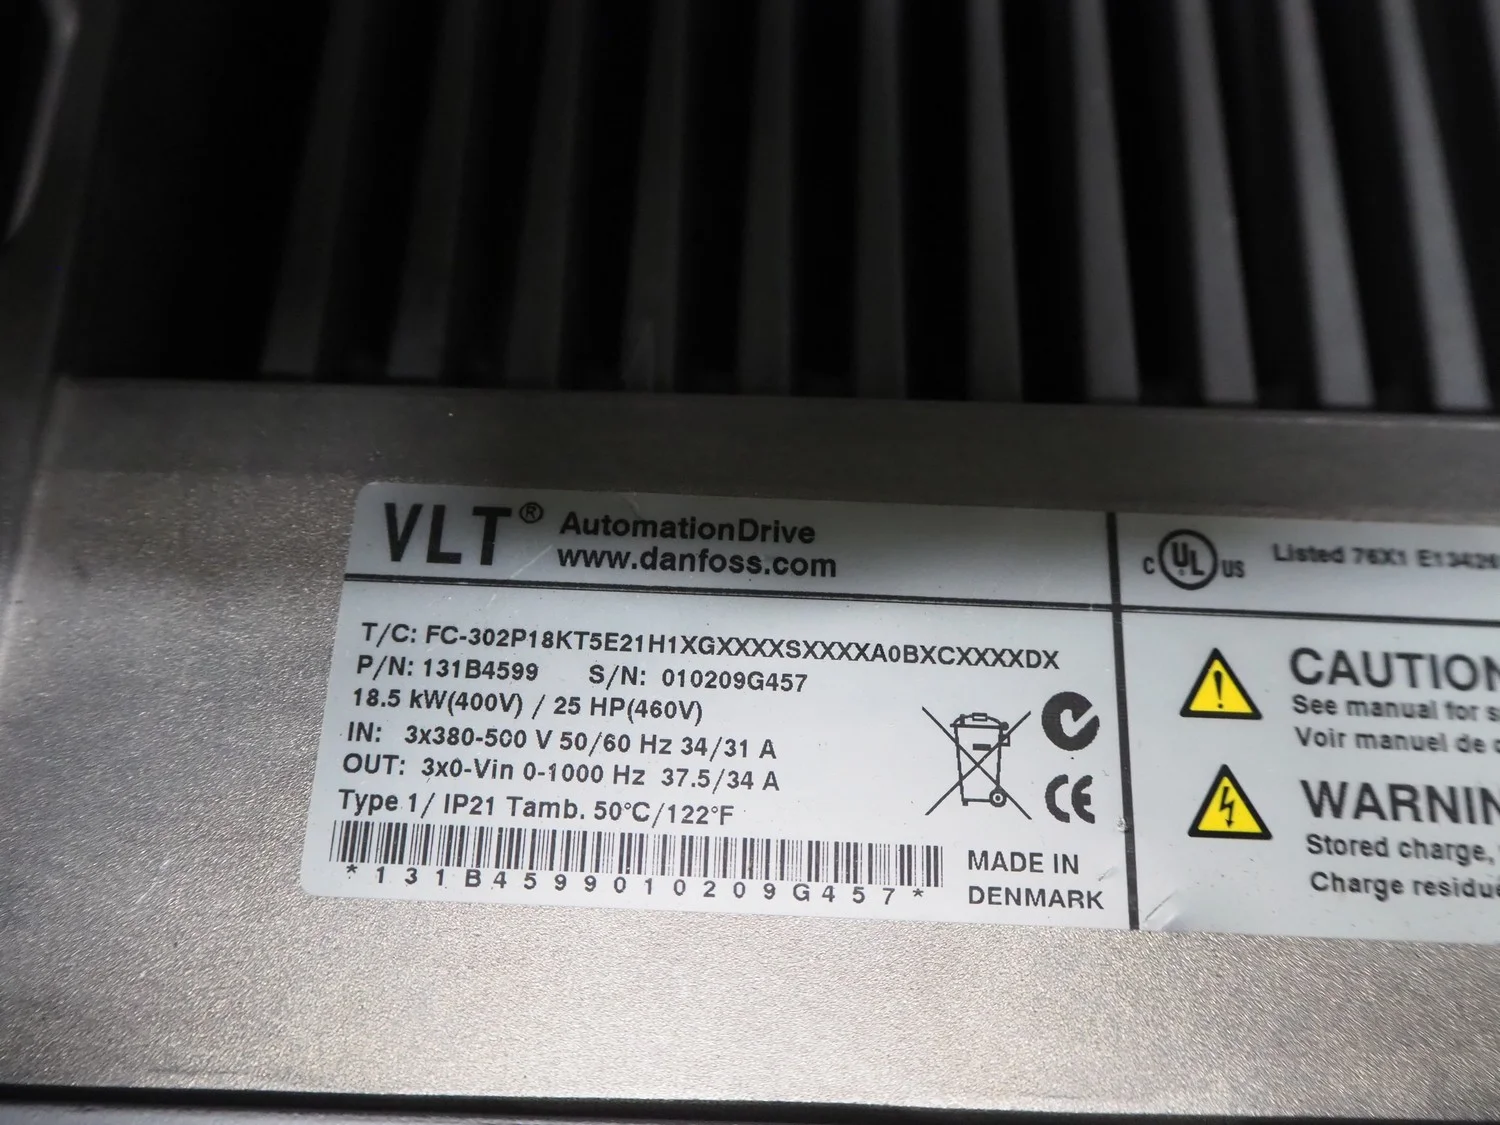 VLT® AutomationDrive
www.danfoss.com
T/C: FC-302P18KT5E21H1XGXXXXSXXXXA0BXCXXXXDX
P/N: 131B4599 S/N: 010209G457
18.5 kW(400V) / 25 HP(460V)
IN: 3x380-500 V 50/60 Hz 34/31 A
OUT: 3x0-Vin 0-1000 Hz 37.5/34 A
Type 1/ IP21 Tamb. 50°C/122°F
*131B4599010209G457*
MADE IN
DENMARK
CE
C UL US Listed 76X1 E13426
CAUTION
See manual for
Voir manuel de
WARNIN
Stored charge,
Charge résidue